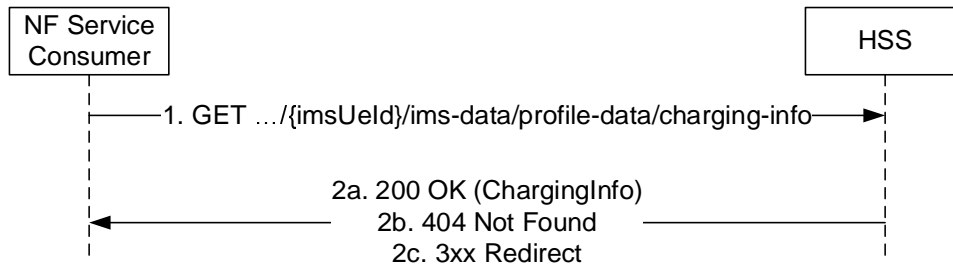 NF Service
Consumer
HSS
1. GET …/{imsUeId}/ims-data/profile-data/charging-info
2a. 200 OK (ChargingInfo)
2b. 404 Not Found
2c. 3xx Redirect